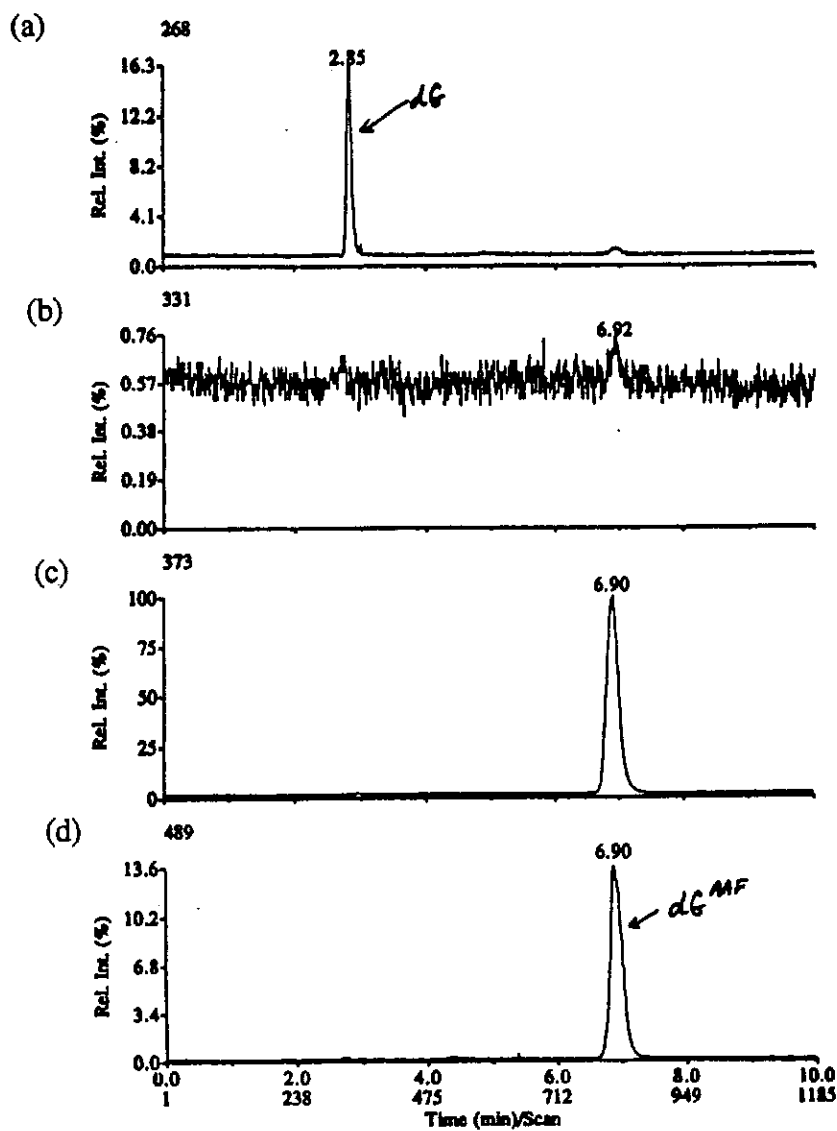 (a)
268
2.85
16.3
12.2
8.2
4.1
0.0
Rel. Int. (%)
dG
(b)
331
6.92
0.76
0.57
0.38
0.19
0.00
Rel. Int. (%)
(c)
373
6.90
100
75
50
25
0
Rel. Int. (%)
(d)
489
6.90
13.6
10.2
6.8
3.4
0.0
Rel. Int. (%)
dG AAF
0.0 2.0 4.0 6.0 8.0 10.0
1 238 475 712 949 1185
Time (min)/Scan